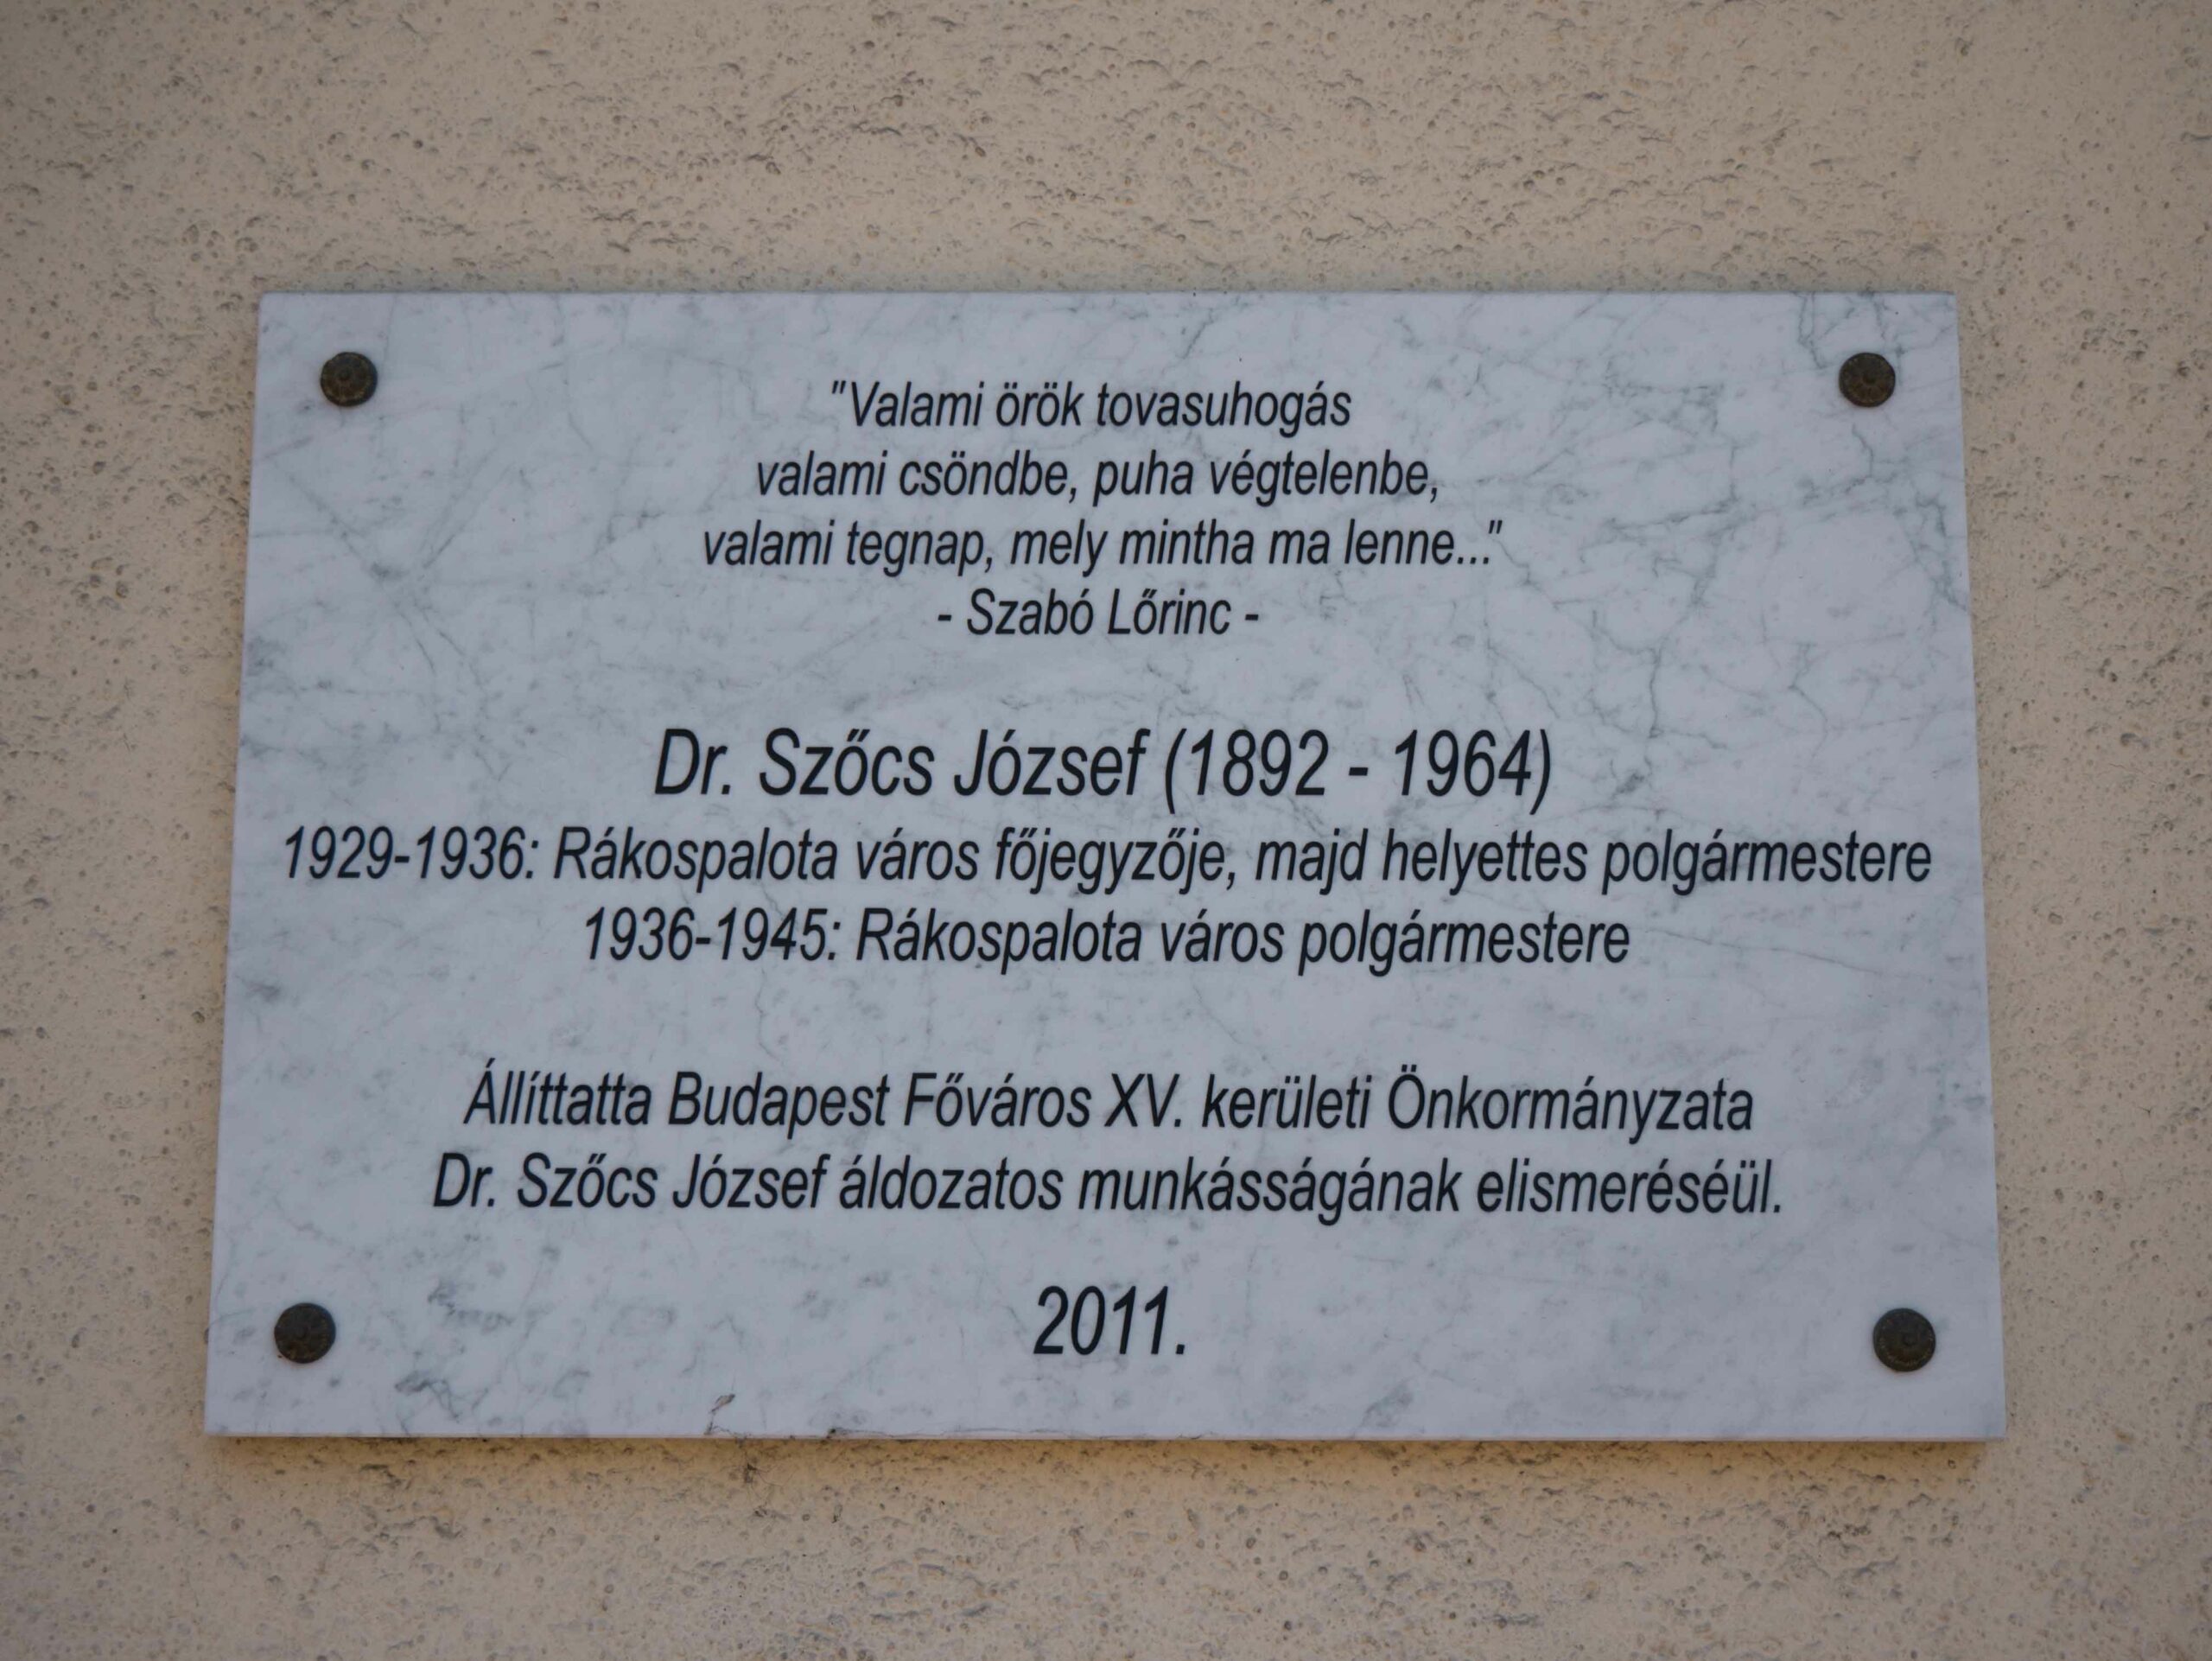 "Valami örök tovasuhogás
valami csöndbe, puha végtelenbe,
valami tegnap, mely mintha ma lenne..."
- Szabó Lőrinc -
Dr. Szőcs József (1892 - 1964)
1929-1936: Rákospalota város főjegyzője, majd helyettes polgármestere
1936-1945: Rákospalota város polgármestere
Állíttatta Budapest Főváros XV. kerületi Önkormányzata
Dr. Szőcs József áldozatos munkásságának elismeréséül.
2011.